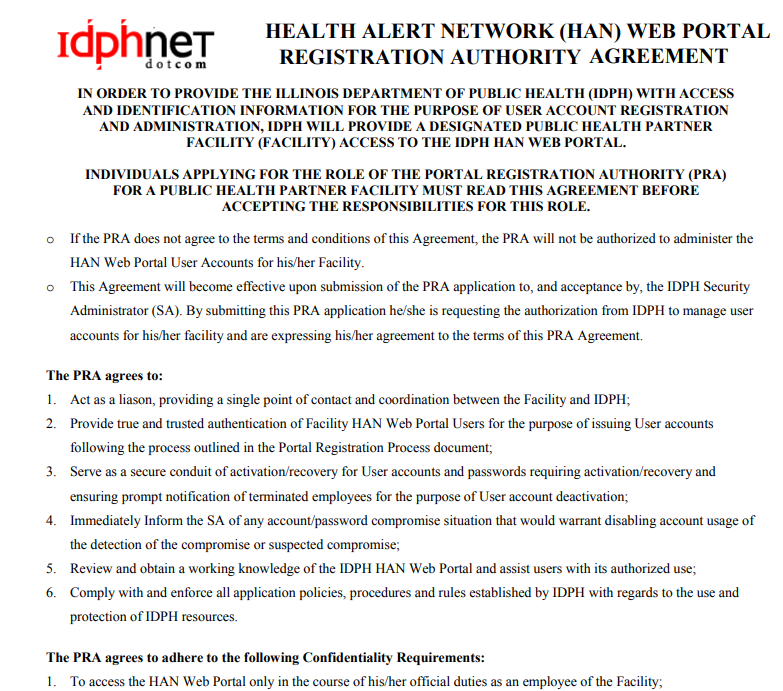 Idphnet
dotcom
HEALTH ALERT NETWORK (HAN) WEB PORTAL
REGISTRATION AUTHORITY AGREEMENT
IN ORDER TO PROVIDE THE ILLINOIS DEPARTMENT OF PUBLIC HEALTH (IDPH) WITH ACCESS
AND IDENTIFICATION INFORMATION FOR THE PURPOSE OF USER ACCOUNT REGISTRATION
AND ADMINISTRATION, IDPH WILL PROVIDE A DESIGNATED PUBLIC HEALTH PARTNER
FACILITY (FACILITY) ACCESS TO THE IDPH HAN WEB PORTAL.
INDIVIDUALS APPLYING FOR THE ROLE OF THE PORTAL REGISTRATION AUTHORITY (PRA)
FOR A PUBLIC HEALTH PARTNER FACILITY MUST READ THIS AGREEMENT BEFORE
ACCEPTING THE RESPONSIBILITIES FOR THIS ROLE.
o If the PRA does not agree to the terms and conditions of this Agreement, the PRA will not be authorized to administer the
HAN Web Portal User Accounts for his/her Facility.
o This Agreement will become effective upon submission of the PRA application to, and acceptance by, the IDPH Security
Administrator (SA). By submitting this PRA application he/she is requesting the authorization from IDPH to manage user
accounts for his/her facility and are expressing his/her agreement to the terms of this PRA Agreement.
The PRA agrees to:
1. Act as a liason, providing a single point of contact and coordination between the Facility and IDPH;
2. Provide true and trusted authentication of Facility HAN Web Portal Users for the purpose of issuing User accounts
following the process outlined in the Portal Registration Process document;
3. Serve as a secure conduit of activation/recovery for User accounts and passwords requiring activation/recovery and
ensuring prompt notification of terminated employees for the purpose of User account deactivation;
4. Immediately Inform the SA of any account/password compromise situation that would warrant disabling account usage of
the detection of the compromise or suspected compromise;
5. Review and obtain a working knowledge of the IDPH HAN Web Portal and assist users with its authorized use;
6. Comply with and enforce all application policies, procedures and rules established by IDPH with regards to the use and
protection of IDPH resources.
The PRA agrees to adhere to the following Confidentiality Requirements:
1. To access the HAN Web Portal only in the course of his/her official duties as an employee of the Facility;